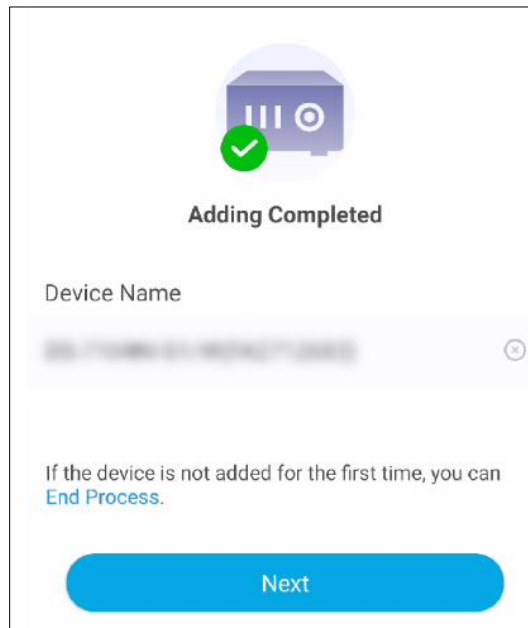 Adding Completed
Device Name
If the device is not added for the first time, you can
End Process.
Next